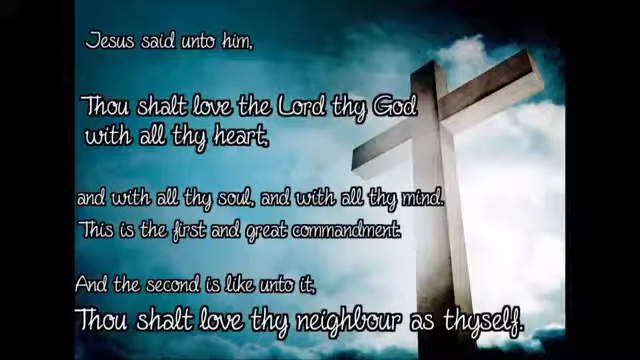 Jesus said unto him,
Thou shalt love the Lord thy God
with all thy heart,
and with all thy soul, and with all thy mind.
This is the first and great commandment.
And the second is like unto it,
Thou shalt love thy neighbour as thyself.